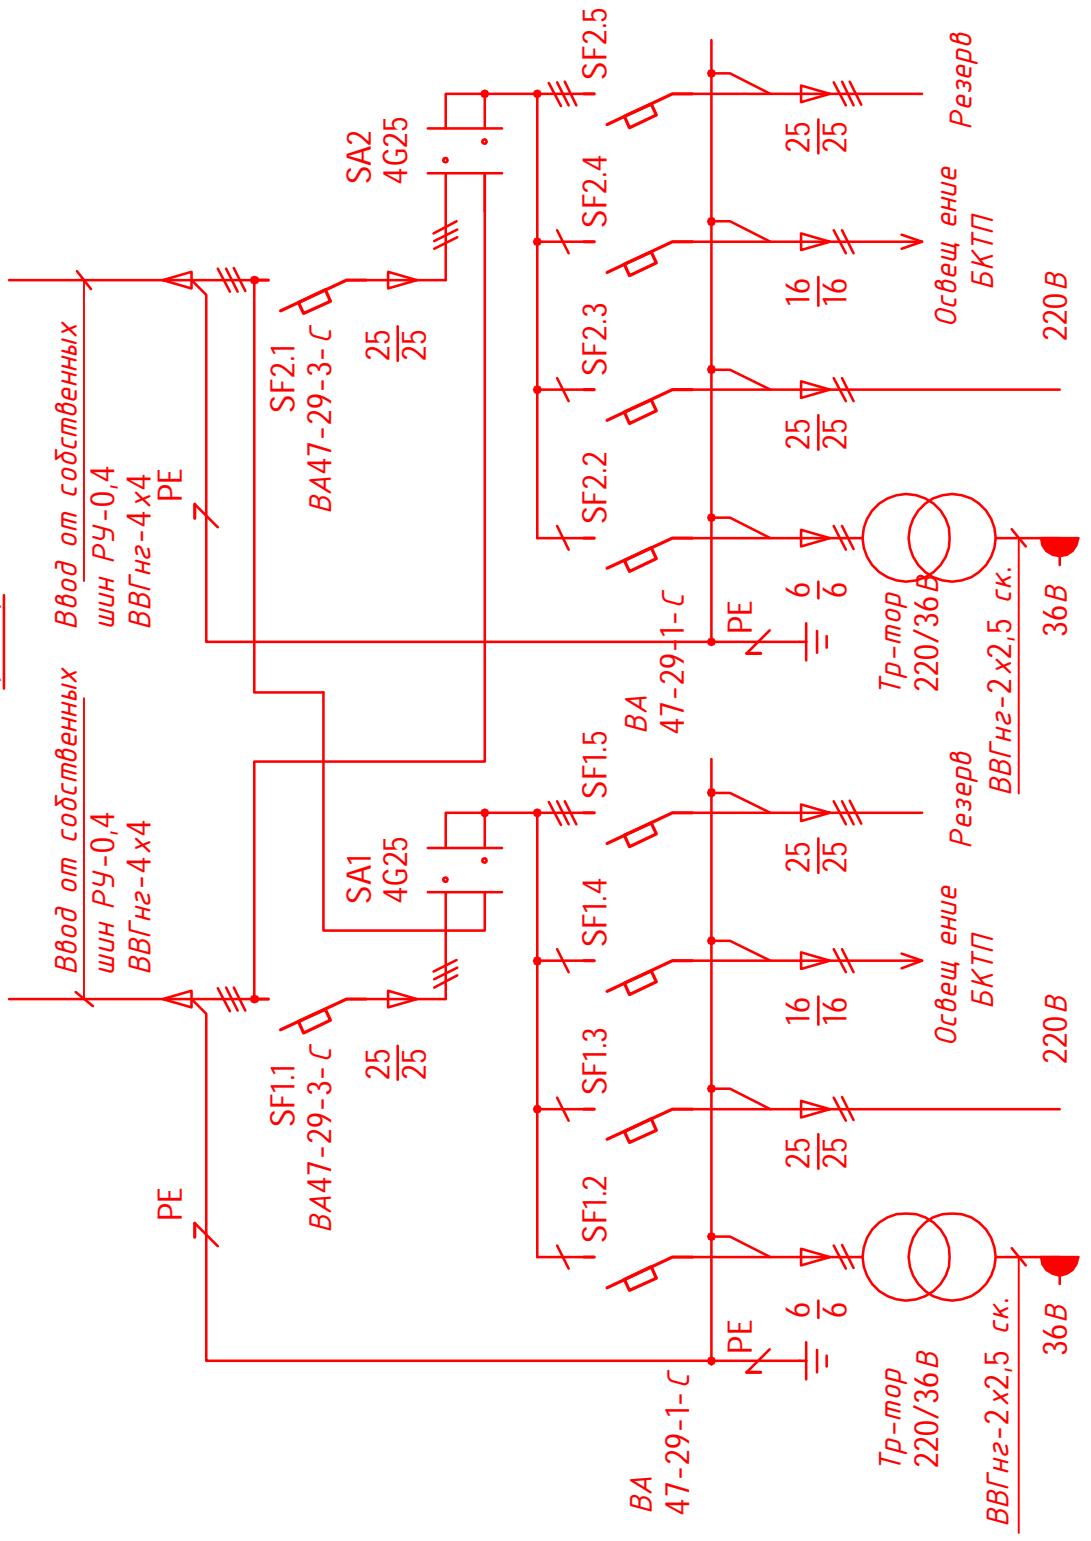 Ввод от собственных
шин РУ-0,4
ВВГнг-4х4
PE
SF1.1
ВА47-29-3-С
25
25
SA1
4G25
SF1.2
SF1.3
SF1.4
SF1.5
ВА
47-29-1-С
PE
6
6
25
25
16
16
25
25
Тр-тор
220/36В
ВВГнг-2х2,5 ск.
36В
220В
Освещ ение
БКТП
Резерв
Ввод от собственных
шин РУ-0,4
ВВГнг-4х4
PE
SF2.1
ВА47-29-3-С
25
25
SA2
4G25
SF2.2
SF2.3
SF2.4
SF2.5
ВА
47-29-1-С
PE
6
6
25
25
16
16
25
25
Тр-тор
220/36В
ВВГнг-2х2,5 ск.
36В
220В
Освещ ение
БКТП
Резерв